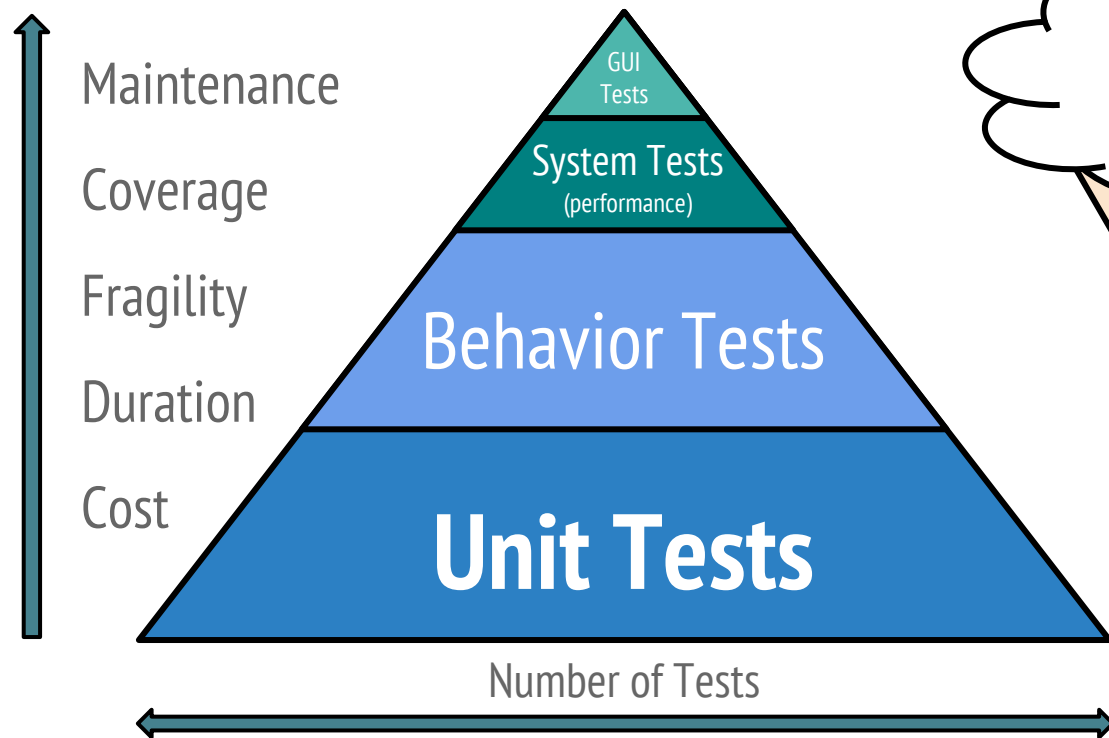 Maintenance
Coverage
Fragility
Duration
Cost
GUI
Tests
System Tests
(performance)
Behavior Tests
Unit Tests
Number of Tests